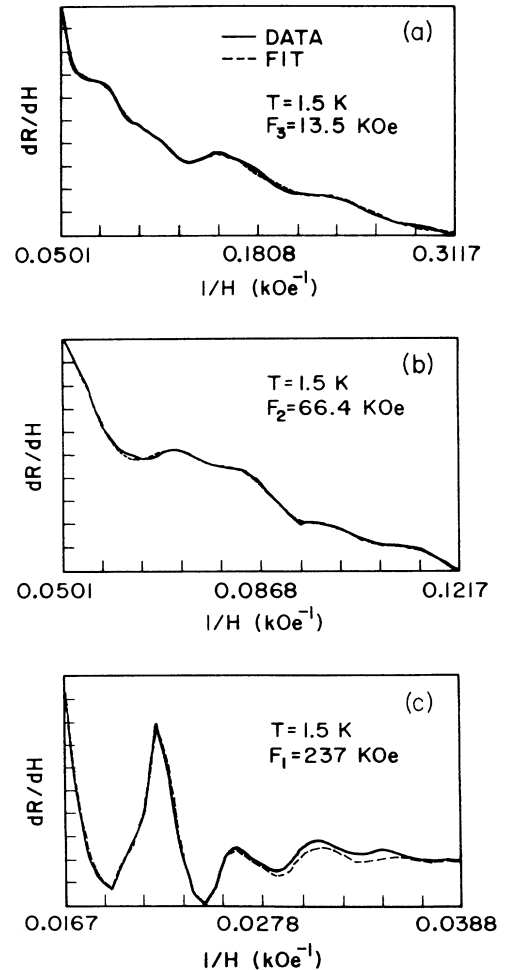 (a)
DATA
FIT
T=1.5 K
F₃=13.5 KOe
dR/dH
0.0501 0.1808 0.3117
1/H (kOe⁻¹)
(b)
T=1.5 K
F₂=66.4 KOe
dR/dH
0.0501 0.0868 0.1217
1/H (kOe⁻¹)
(c)
T=1.5 K
F₁=237 KOe
dR/dH
0.0167 0.0278 0.0388
1/H (kOe⁻¹)